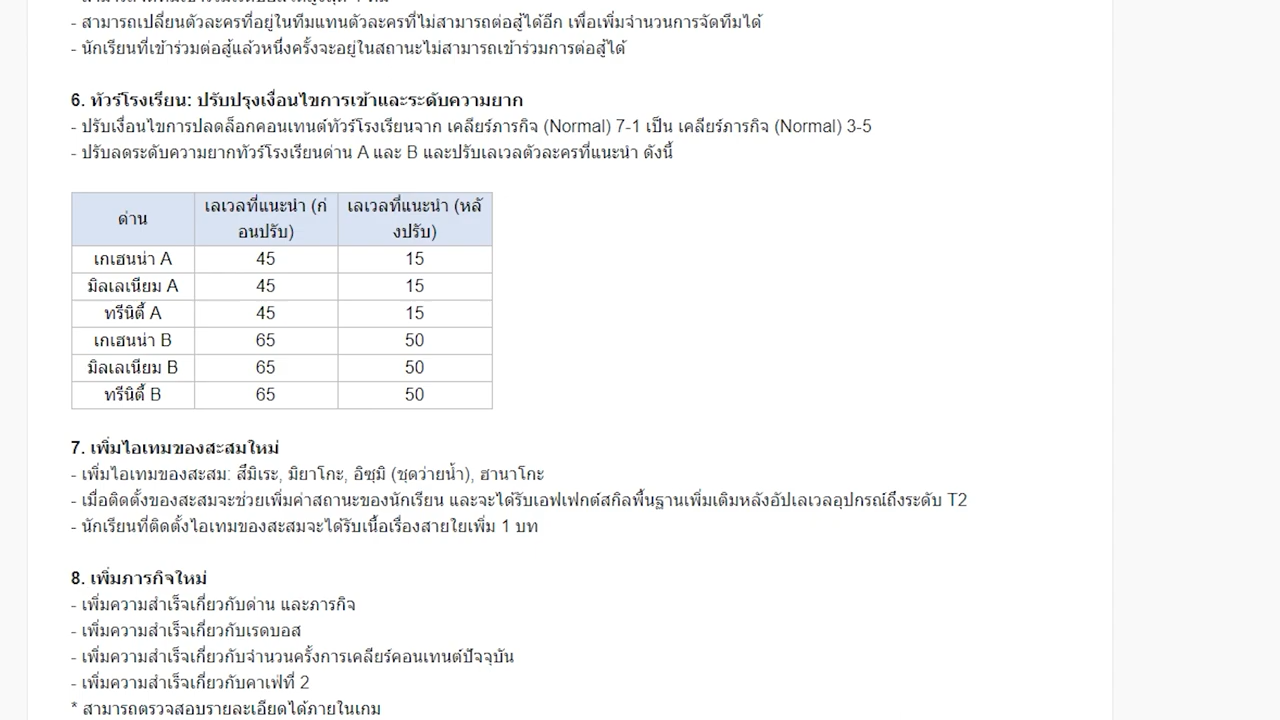 - สามารถเปลี่ยนตัวละครที่อยู่ในทีมแทนตัวละครที่ไม่สามารถต่อสู้ได้อีก เพื่อเพิ่มจำนวนการจัดทีมได้
- นักเรียนที่เข้าร่วมต่อสู้แล้วหนึ่งครั้งจะอยู่ในสถานะไม่สามารถเข้าร่วมการต่อสู้ได้
6. ทัวร์โรงเรียน: ปรับปรุงเงื่อนไขการเข้าและระดับความยาก
- ปรับเงื่อนไขการปลดล็อกคอนเทนต์ทัวร์โรงเรียนจาก เคลียร์ภารกิจ (Normal) 7-1 เป็น เคลียร์ภารกิจ (Normal) 3-5
- ปรับลดระดับความยากทัวร์โรงเรียนด่าน A และ B และปรับเลเวลตัวละครที่แนะนำ ดังนี้
ด่าน เลเวลที่แนะนำ (ก่ เลเวลที่แนะนำ (หลั
อนปรับ) งปรับ)
เกเฮนน่า A 45 15
มิลเลเนียม A 45 15
ทรีนิตี้ A 45 15
เกเฮนน่า B 65 50
มิลเลเนียม B 65 50
ทรีนิตี้ B 65 50
7. เพิ่มไอเทมของสะสมใหม่
- เพิ่มไอเทมของสะสม: สึมิเระ, มิยาโกะ, อิซุมิ (ชุดว่ายน้ำ), ฮานาโกะ
- เมื่อติดตั้งของสะสมจะช่วยเพิ่มค่าสถานะของนักเรียน และจะได้รับเอฟเฟกต์สกิลพื้นฐานเพิ่มเติมหลังอัปเลเวลอุปกรณ์ถึงระดับ T2
- นักเรียนที่ติดตั้งไอเทมของสะสมจะได้รับเนื้อเรื่องสายใยเพิ่ม 1 บท
8. เพิ่มภารกิจใหม่
- เพิ่มความสำเร็จเกี่ยวกับด่าน และภารกิจ
- เพิ่มความสำเร็จเกี่ยวกับเรดบอส
- เพิ่มความสำเร็จเกี่ยวกับจำนวนครั้งการเคลียร์คอนเทนต์ปัจจุบัน
- เพิ่มความสำเร็จเกี่ยวกับคาเฟ่ที่ 2
* สามารถตรวจสอบรายละเอียดได้ภายในเกม